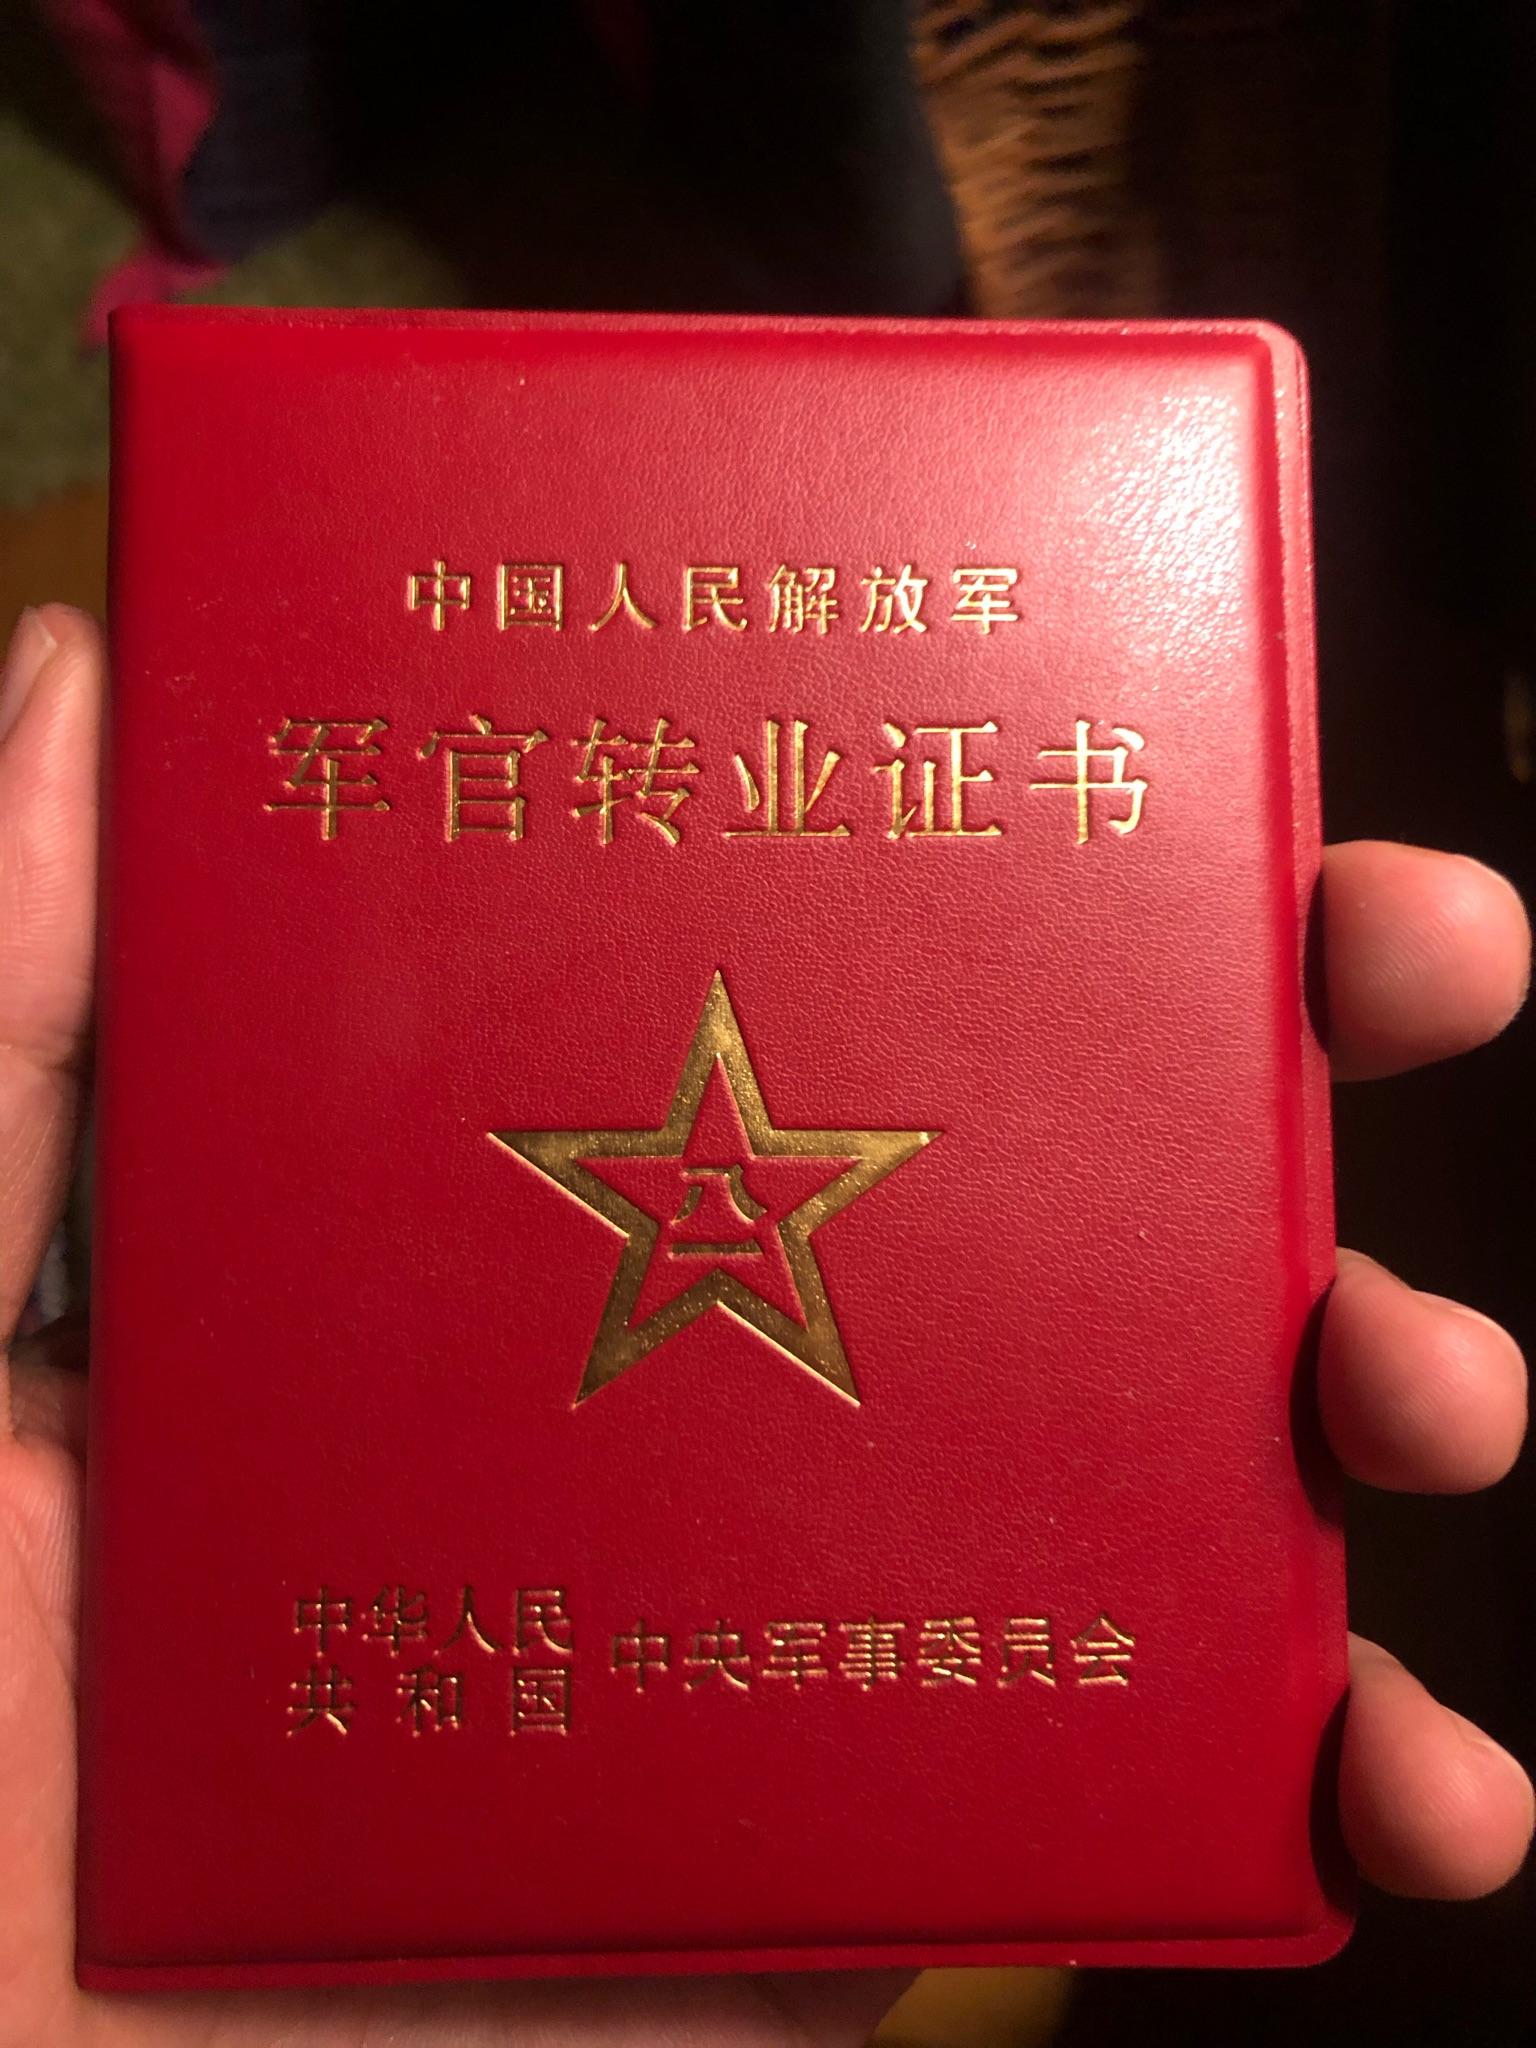 中国人民解放军
军官转业证书
八一
中华人民
共和国
中央军事委员会